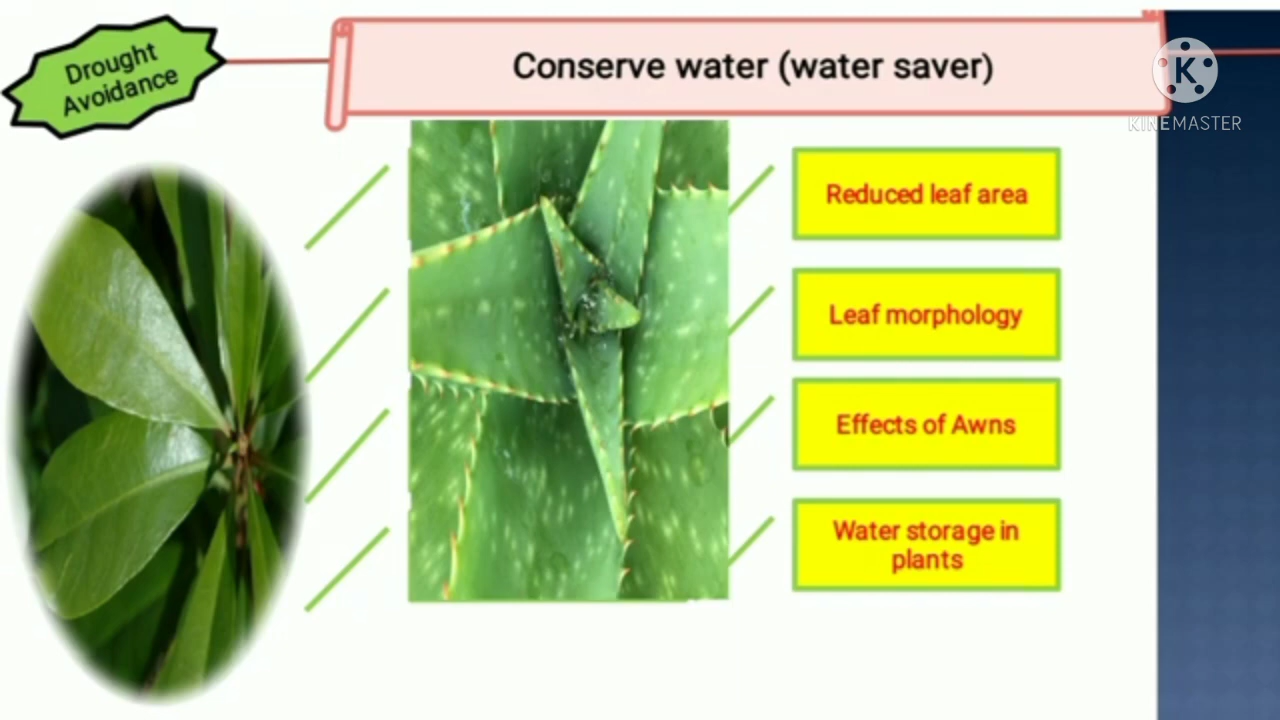 Drought
Avoidance
Conserve water (water saver)
K
KINEMASTER
Reduced leaf area
Leaf morphology
Effects of Awns
Water storage in
plants